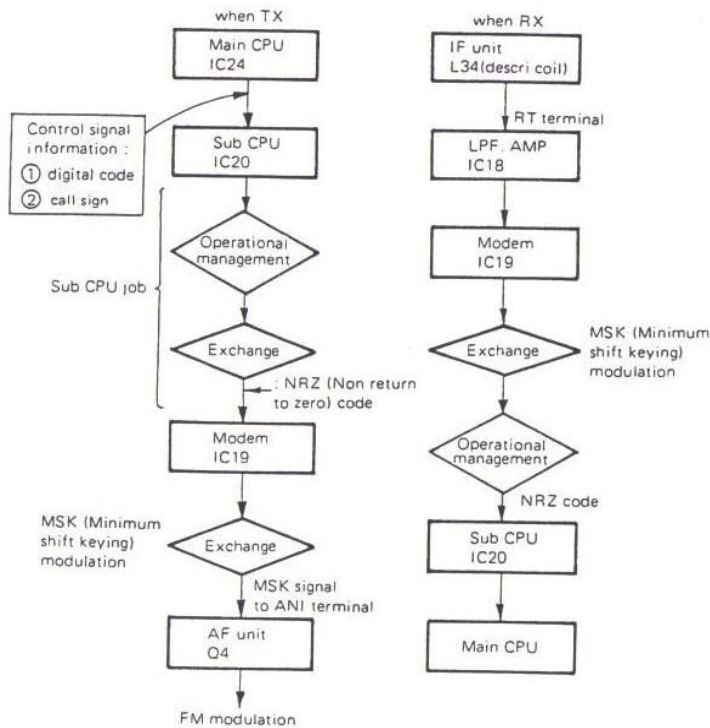 when TX
Main CPU
IC24
Control signal
information :
① digital code
② call sign
Sub CPU
IC20
Operational
management
Sub CPU job
Exchange
: NRZ (Non return
to zero) code
Modem
IC19
MSK (Minimum
shift keying)
modulation
Exchange
MSK signal
to ANI terminal
AF unit
Q4
FM modulation
when RX
IF unit
L34(descri coil)
RT terminal
LPF. AMP
IC18
Modem
IC19
Exchange
MSK (Minimum
shift keying)
modulation
Operational
management
NRZ code
Sub CPU
IC20
Main CPU